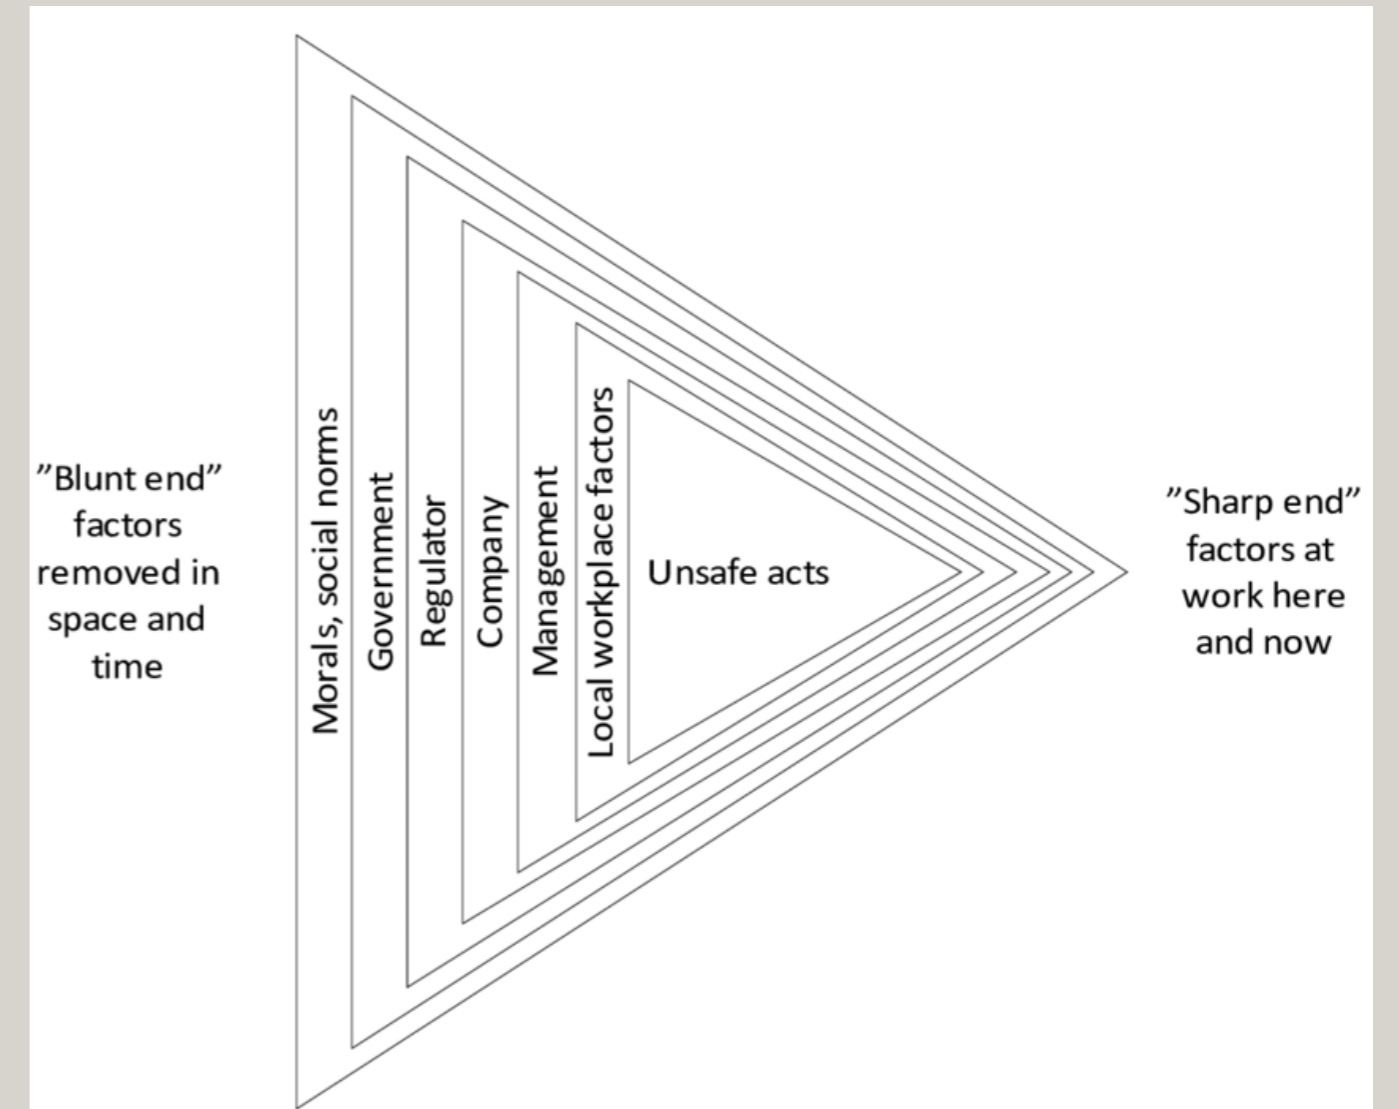 ”Blunt end”
factors
removed in
space and
time
Morals, social norms
Government
Regulator
Company
Management
Local workplace factors
Unsafe acts
”Sharp end”
factors at
work here
and now